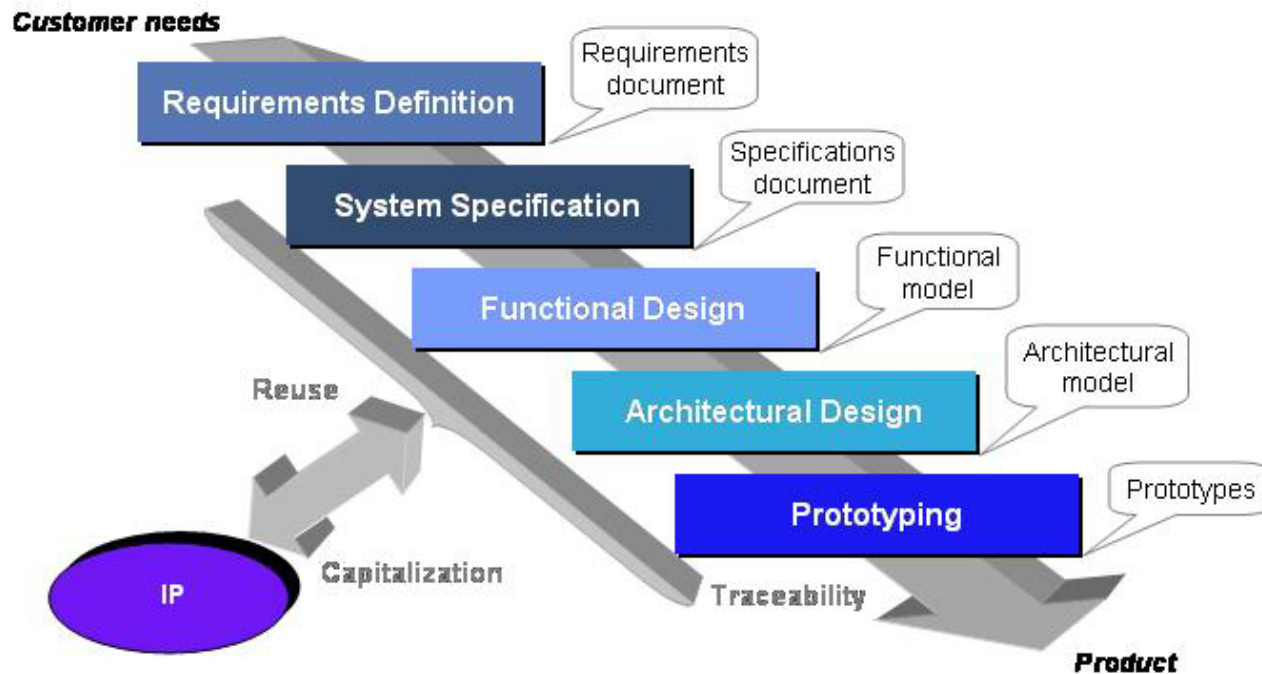 Customer needs
Requirements
document
Requirements Definition
Specifications
document
System Specification
Functional
model
Functional Design
Architectural
model
Reuse
Architectural Design
Prototypes
Prototyping
Capitalization
IP
Traceability
Product